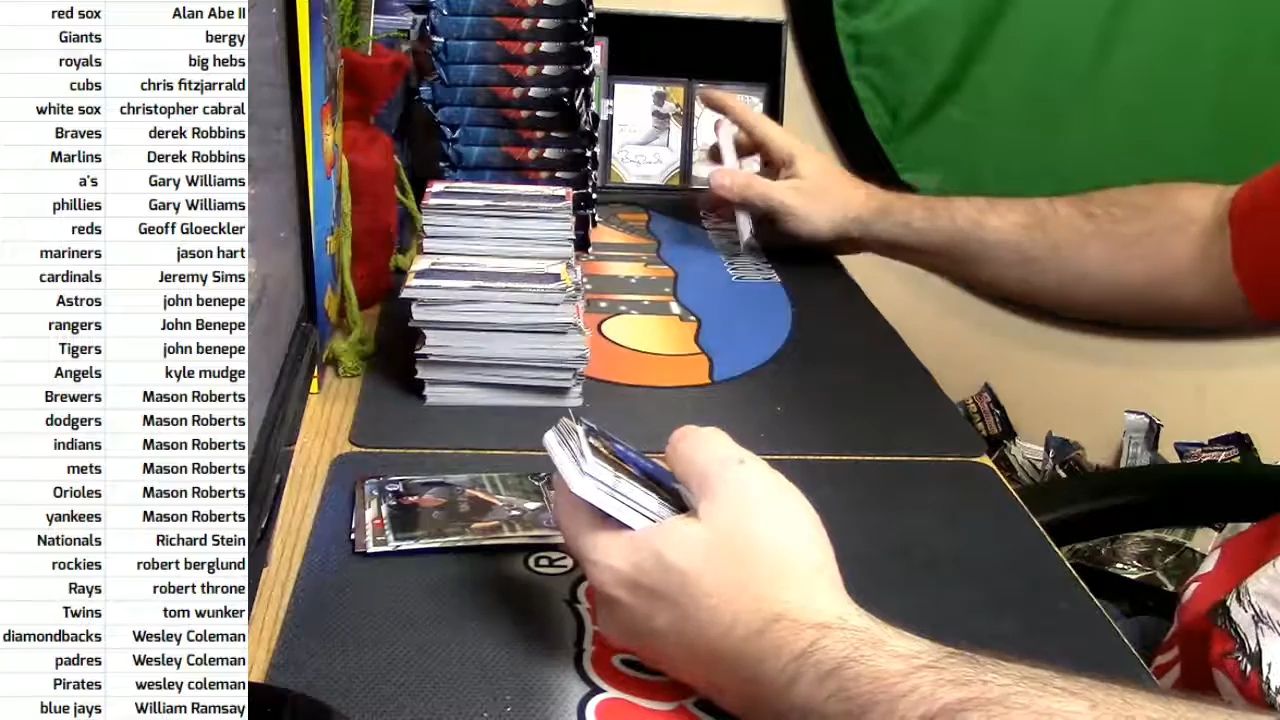 red sox Alan Abe II
Giants bergy
royals big hebs
cubs chris fitzjarrald
white sox christopher cabral
Braves derek Robbins
Marlins Derek Robbins
a's Gary Williams
phillies Gary Williams
reds Geoff Gloeckler
mariners jason hart
cardinals Jeremy Sims
Astros john benepe
rangers John Benepe
Tigers john benepe
Angels kyle mudge
Brewers Mason Roberts
dodgers Mason Roberts
indians Mason Roberts
mets Mason Roberts
Orioles Mason Roberts
yankees Mason Roberts
Nationals Richard Stein
rockies robert berglund
Rays robert throne
Twins tom wunker
diamondbacks Wesley Coleman
padres Wesley Coleman
Pirates wesley coleman
blue jays William Ramsay
®